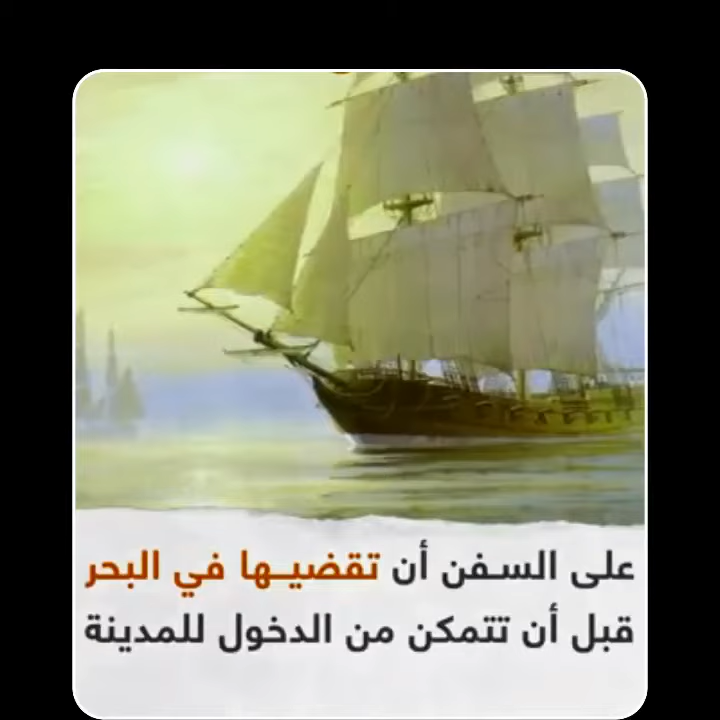 على السفن أن تقضيها في البحر
قبل أن تتمكن من الدخول للمدينة